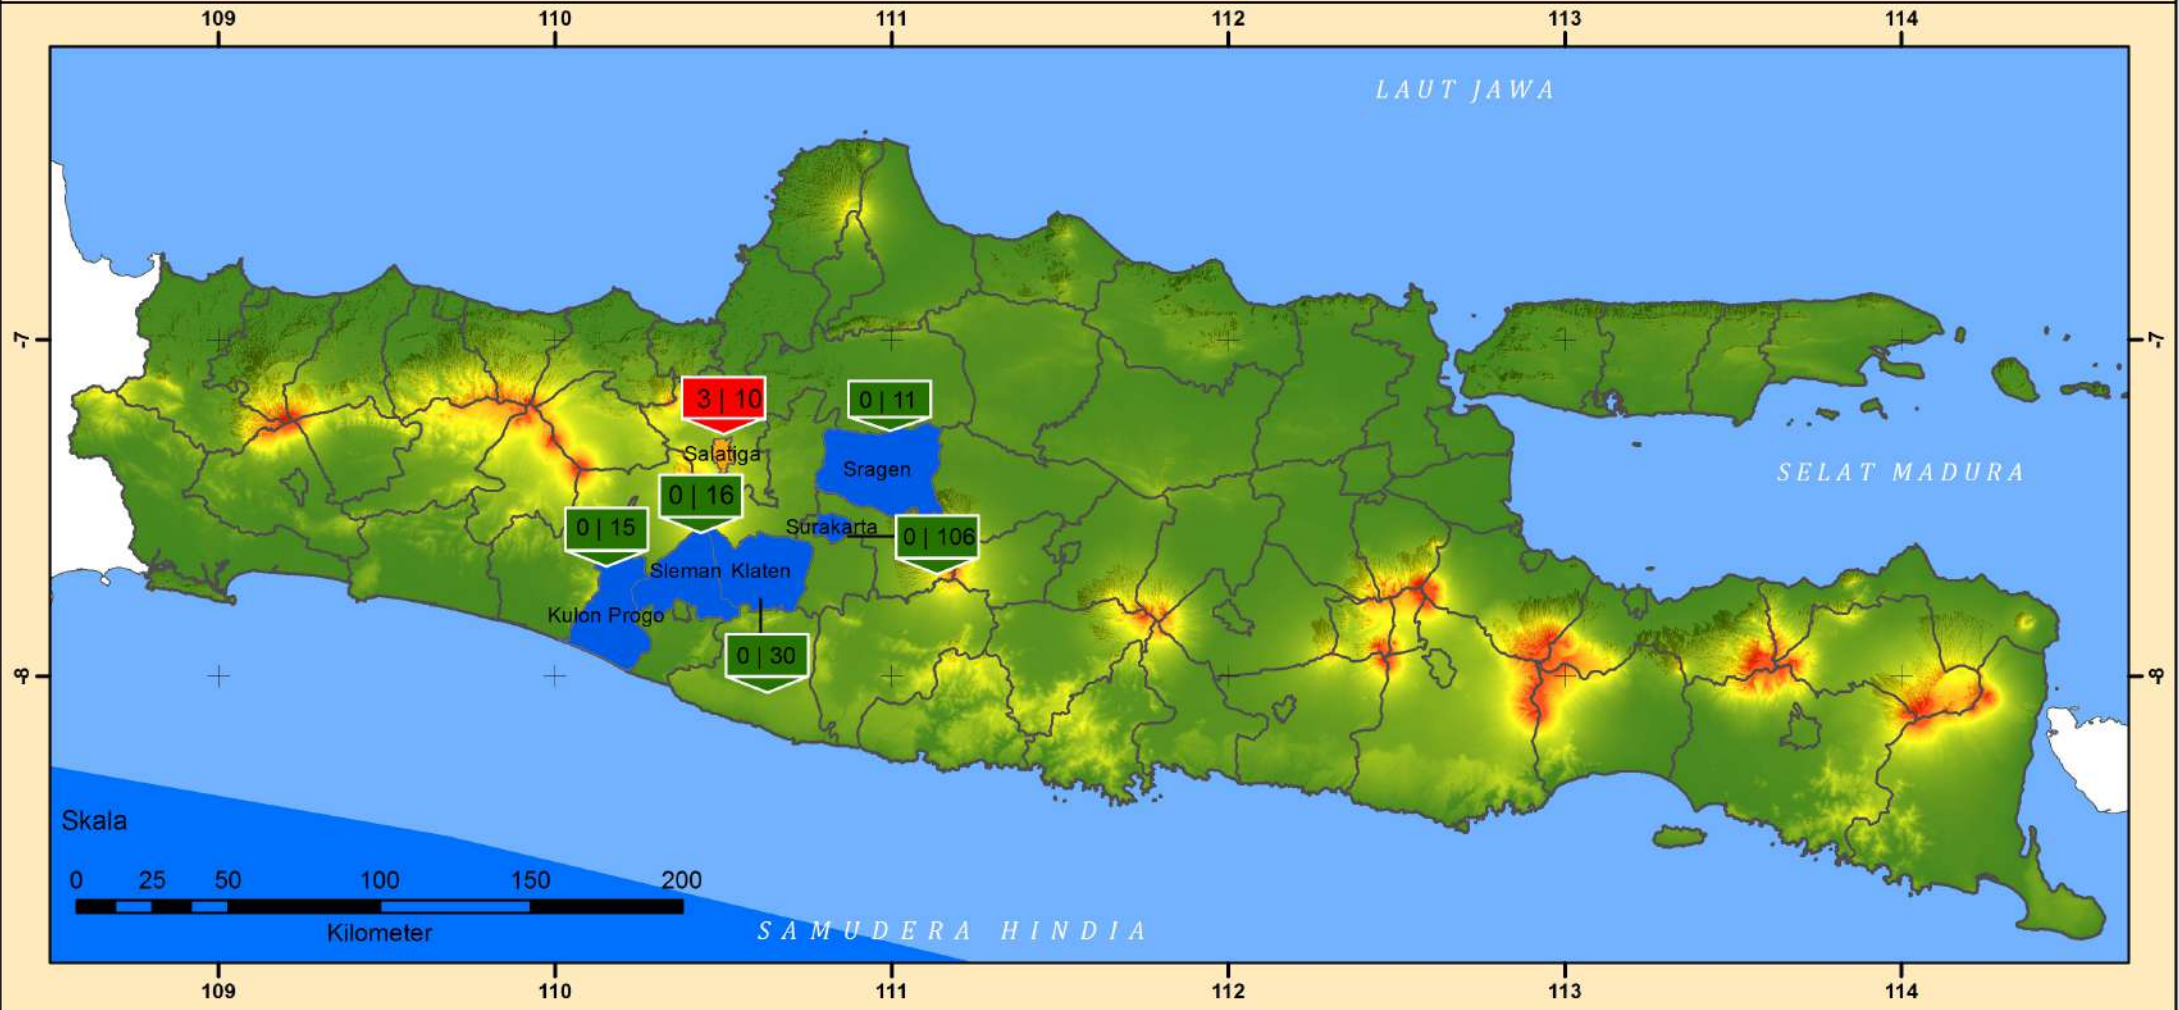 109 110 111 112 113 114
LAUT JAWA
-7 -7
3 | 10
0 | 11
Salatiga
SELAT MADURA
Sragen
0 | 16
0 | 15
Surakarta
0 | 106
Sleman Klaten
Kulon Progo
0 | 30
-8 -8
Skala
0 25 50 100 150 200
Kilometer
SAMUDERA HINDIA
109 110 111 112 113 114